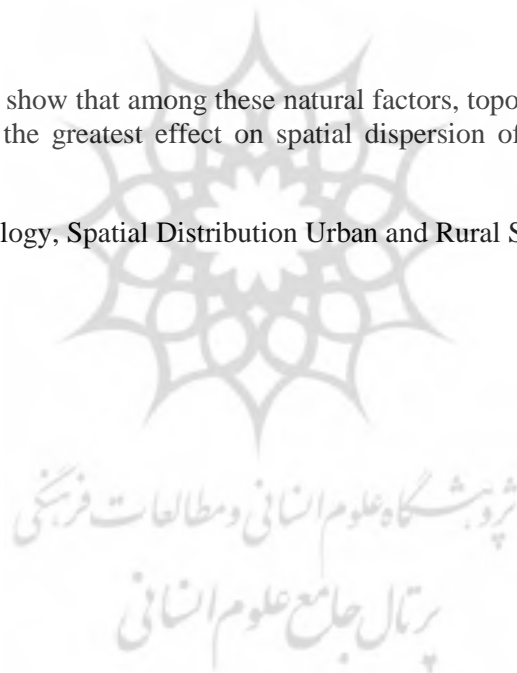 show that among these natural factors, topo
the greatest effect on spatial dispersion of
logy, Spatial Distribution Urban and Rural S
پژوهشگاه علوم انسانی و مطالعات فرهنگی
پرتال جامع علوم انسانی